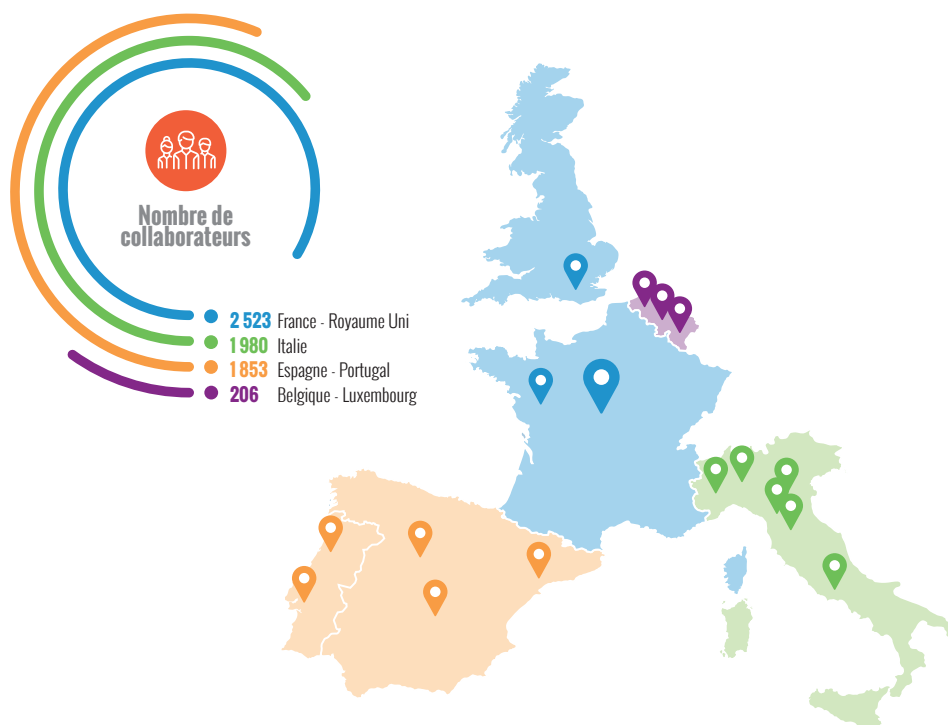 Nombre de
collaborateurs
2 523 France - Royaume Uni
1 980 Italie
1 853 Espagne - Portugal
206 Belgique - Luxembourg